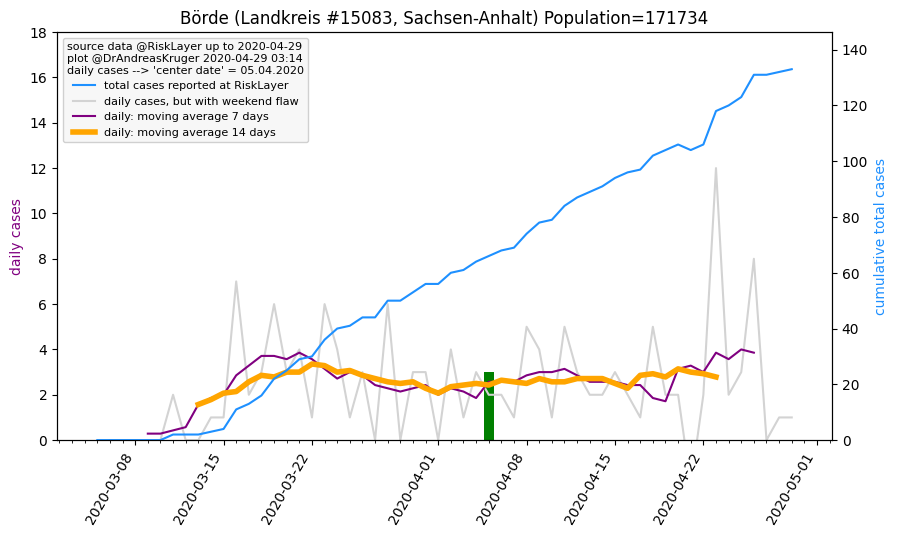 Börde (Landkreis #15083, Sachsen-Anhalt) Population=171734
source data @RiskLayer up to 2020-04-29
plot @DrAndreasKruger 2020-04-29 03:14
daily cases --> 'center date' = 05.04.2020
total cases reported at RiskLayer
daily cases, but with weekend flaw
daily: moving average 7 days
daily: moving average 14 days
18
16
14
12
10
8
6
4
2
0
daily cases
140
120
100
80
60
40
20
0
cumulative total cases
2020-03-08
2020-03-15
2020-03-22
2020-04-01
2020-04-08
2020-04-15
2020-04-22
2020-05-01